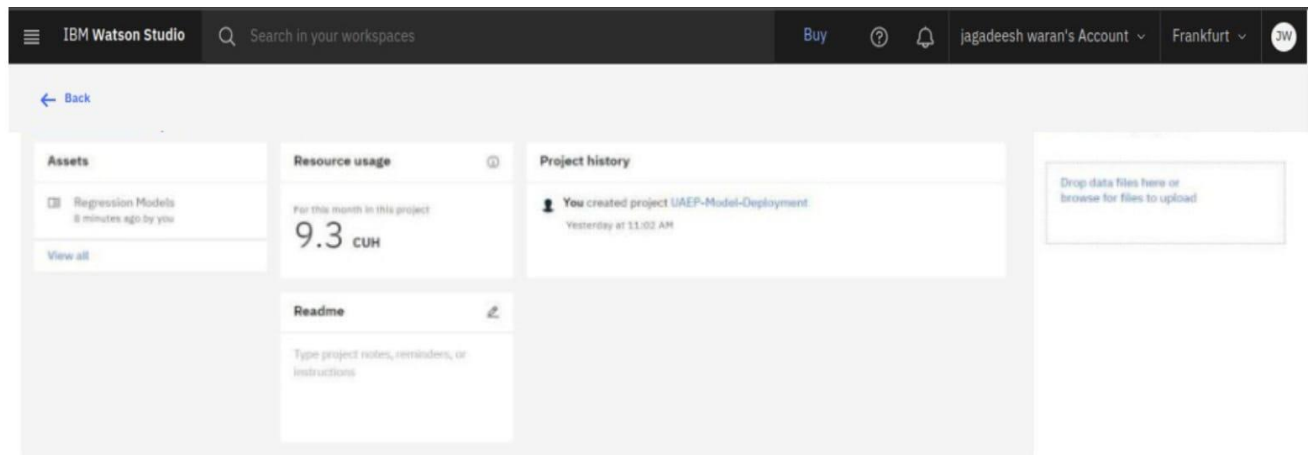 IBM Watson Studio
Search in your workspaces
Buy
jagadeesh waran's Account
Frankfurt
JW
Back
Assets
Regression Models
8 minutes ago by you
View all
Resource usage
For this month in this project
9.3 CUH
Readme
Type project notes, reminders, or
instructions
Project history
You created project UAEP-Model-Deployment
Yesterday at 11:02 AM
Drop data files here or
browse for files to upload